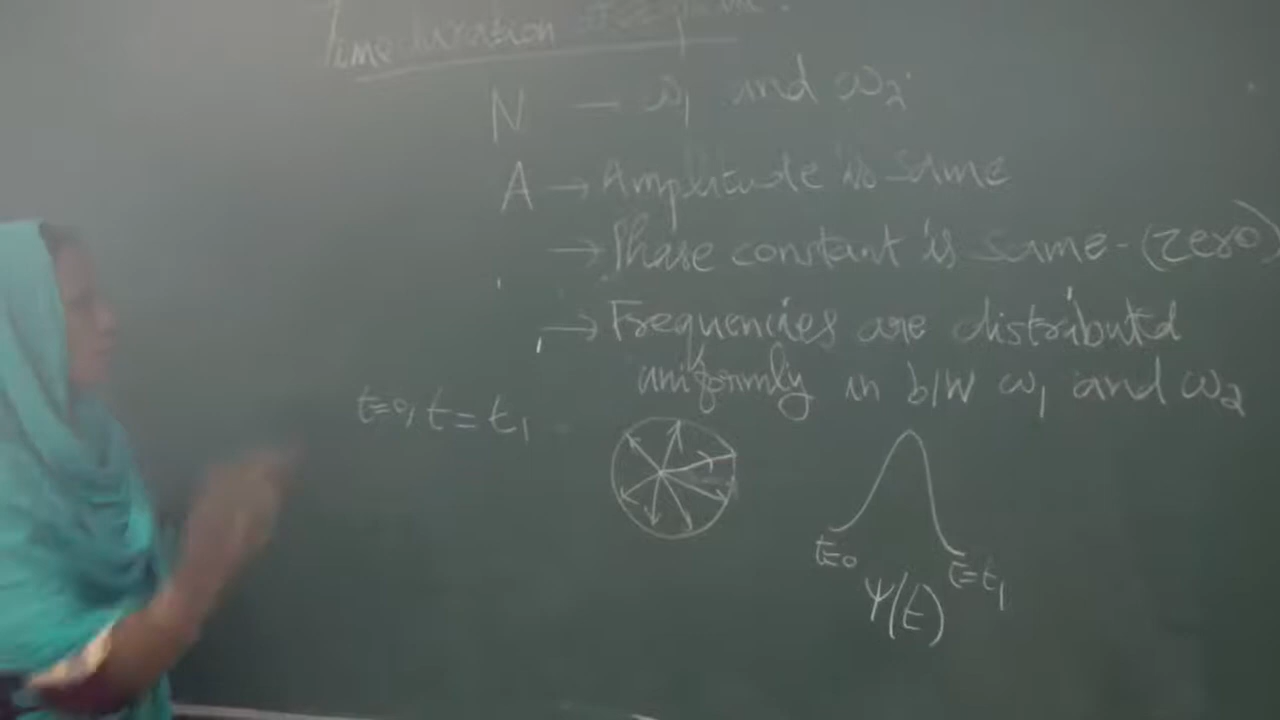 Time duration
N → ω₁ and ω₂
A → Amplitude is same
→ Phase constant is same - (zero)
→ Frequencies are distributed
uniformly in b/w ω₁ and ω₂
t=0, t = t₁
t=0
t=t₁
Ψ(t)